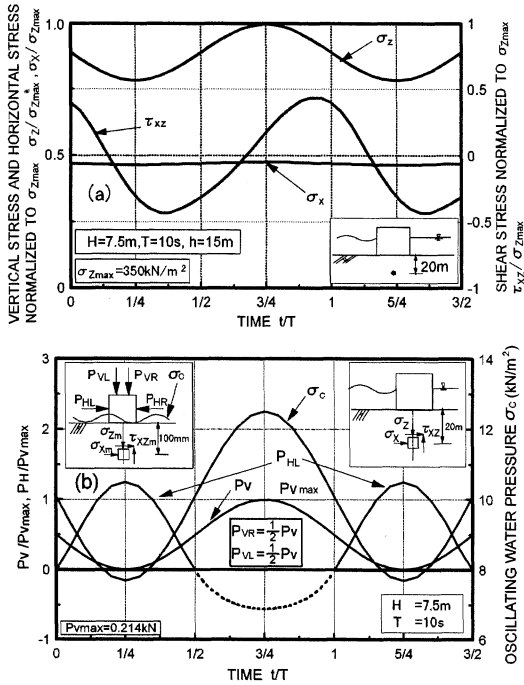 VERTICAL STRESS AND HORIZONTAL STRESS
NORMALIZED TO σZmax σZ/σZmax*, σX/σZmax
1.0
0.5
0
1
0.5
0
-0.5
-1
SHEAR STRESS NORMALIZED TO σZmax
τXZ/σZmax
σZ
τXZ
σX
(a)
H=7.5m,T=10s, h=15m
σZmax=350kN/m²
20m
0 1/4 1/2 3/4 1 5/4 3/2
TIME t/T
Pv/Pvmax, PH/Pvmax
3
2
1
0
-1
14
12
10
8
6
OSCILLATING WATER PRESSURE σC (kN/m²)
PVL PVR
σC
PHL PHR
σZm
σXm τXZm
100mm
σC
σZ
σX τXZ
20m
PHL
(b)
Pv
Pvmax
PVR=½Pv
PVL=½Pv
Pvmax=0.214kN
H =7.5m
T =10s
0 1/4 1/2 3/4 1 5/4 3/2
TIME t/T